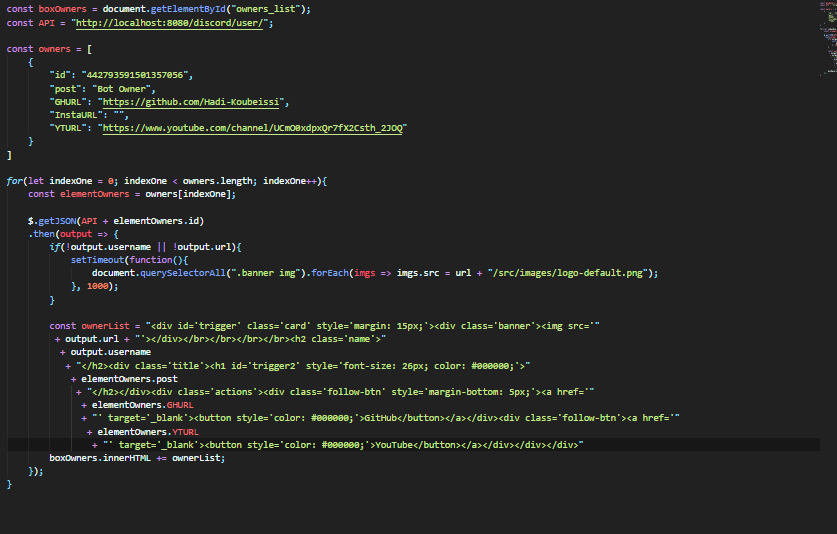 const boxOwners = document.getElementById("owners_list");
const API = "http://localhost:8080/discord/user/";
const owners = [
{
"id": "442793591501357056",
"post": "Bot Owner",
"GHURL": "https://github.com/Hadi-Koubeissi",
"InstaURL": "",
"YTURL": "https://www.youtube.com/channel/UCmO0xdpxQr7fX2Csth_2JOQ"
}
]
for(let indexOne = 0; indexOne < owners.length; indexOne++){
const elementOwners = owners[indexOne];
$.getJSON(API + elementOwners.id)
.then(output => {
if(!output.username || !output.url){
setTimeout(function(){
document.querySelectorAll(".banner img").forEach(imgs => imgs.src = url + "/src/images/logo-default.png");
}, 1000);
}
const ownerList = "<div id='trigger' class='card' style='margin: 15px;'><div class='banner'><img src='"
+ output.url + "'></div></br></br></br></br><h2 class='name'>"
+ output.username
+ "</h2><div class='title'><h1 id='trigger2' style='font-size: 26px; color: #000000;'>"
+ elementOwners.post
+ "</h2></div><div class='actions'><div class='follow-btn' style='margin-bottom: 5px;'><a href='"
+ elementOwners.GHURL
+ "' target='_blank'><button style='color: #000000;'>GitHub</button></a></div><div class='follow-btn'><a href='"
+ elementOwners.YTURL
+ "' target='_blank'><button style='color: #000000;'>YouTube</button></a></div></div></div>"
boxOwners.innerHTML += ownerList;
});
}